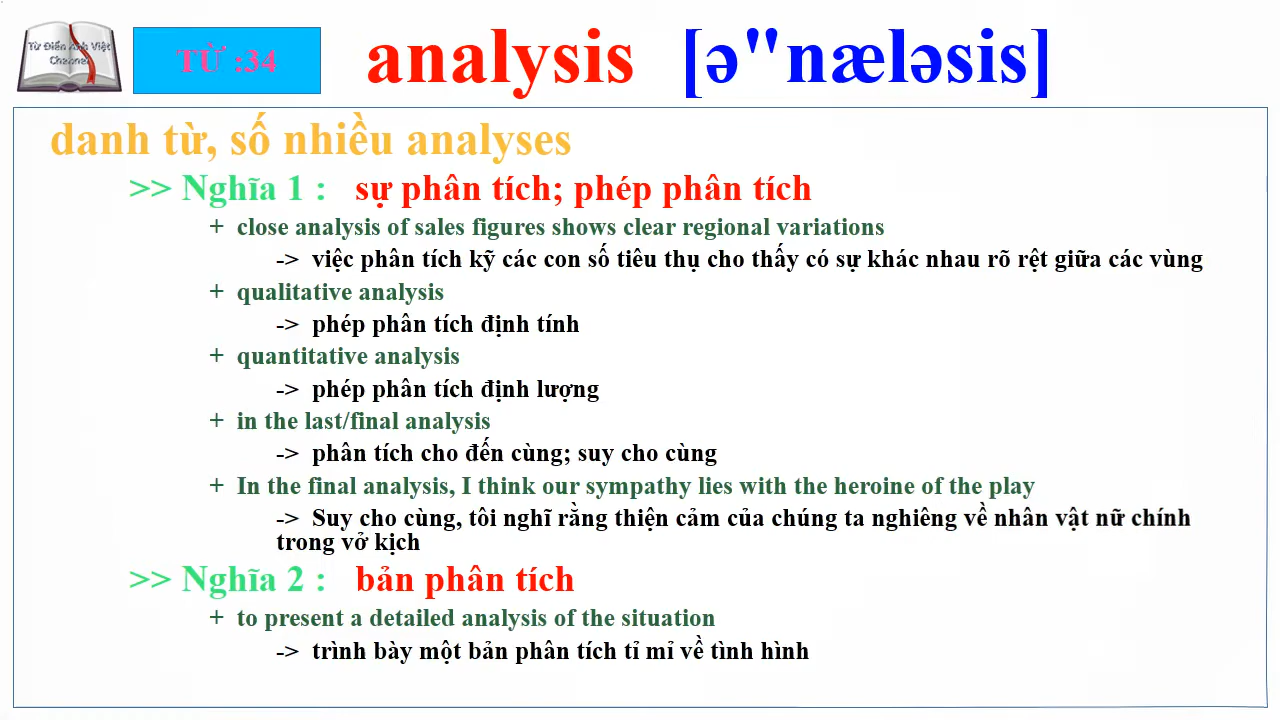 Từ Điển Anh Việt
Channel
TỪ :34
analysis [ə"næləsis]
danh từ, số nhiều analyses
>> Nghĩa 1 : sự phân tích; phép phân tích
+ close analysis of sales figures shows clear regional variations
-> việc phân tích kỹ các con số tiêu thụ cho thấy có sự khác nhau rõ rệt giữa các vùng
+ qualitative analysis
-> phép phân tích định tính
+ quantitative analysis
-> phép phân tích định lượng
+ in the last/final analysis
-> phân tích cho đến cùng; suy cho cùng
+ In the final analysis, I think our sympathy lies with the heroine of the play
-> Suy cho cùng, tôi nghĩ rằng thiện cảm của chúng ta nghiêng về nhân vật nữ chính
trong vở kịch
>> Nghĩa 2 : bản phân tích
+ to present a detailed analysis of the situation
-> trình bày một bản phân tích tỉ mỉ về tình hình